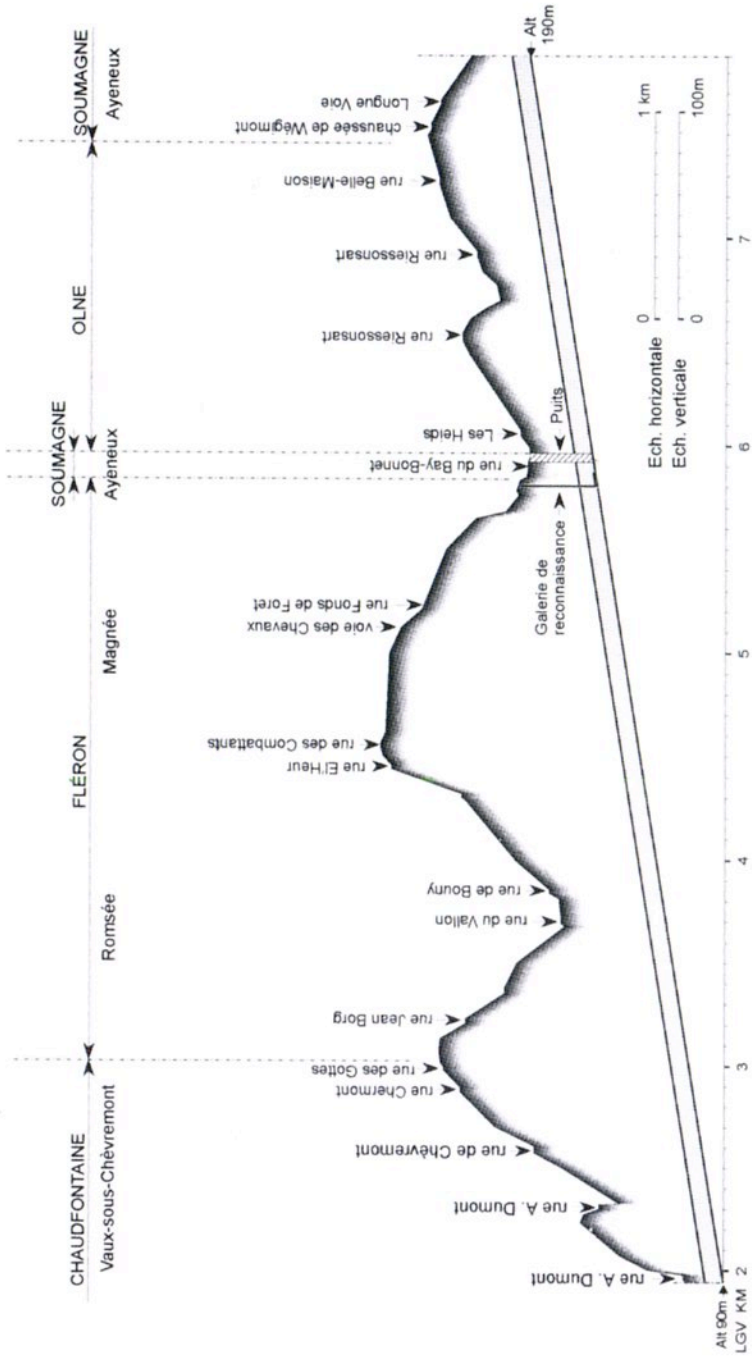 CHAUDFONTAINE
Vaux-sous-Chèvremont
FLÉRON
Romsée
Magnée
SOUMAGNE
Ayeneux
OLNE
SOUMAGNE
Ayeneux
rue A. Dumont
rue A. Dumont
rue de Chèvremont
rue Chermont
rue des Gottes
rue Jean Borg
rue du Vallon
rue de Bouny
rue El'Heur
rue des Combattants
voie des Chevaux
rue Fonds de Foret
rue du Bay-Bonnet
Les Heids
rue Riessonsart
rue Riessonsart
rue Belle-Maison
chaussée de Wégimont
Longue Voie
Galerie de
reconnaissance
Puits
Alt
190m
Ech. horizontale
0
1 km
Ech. verticale
0
100m
Alt 90m
LGV KM
2
3
4
5
6
7